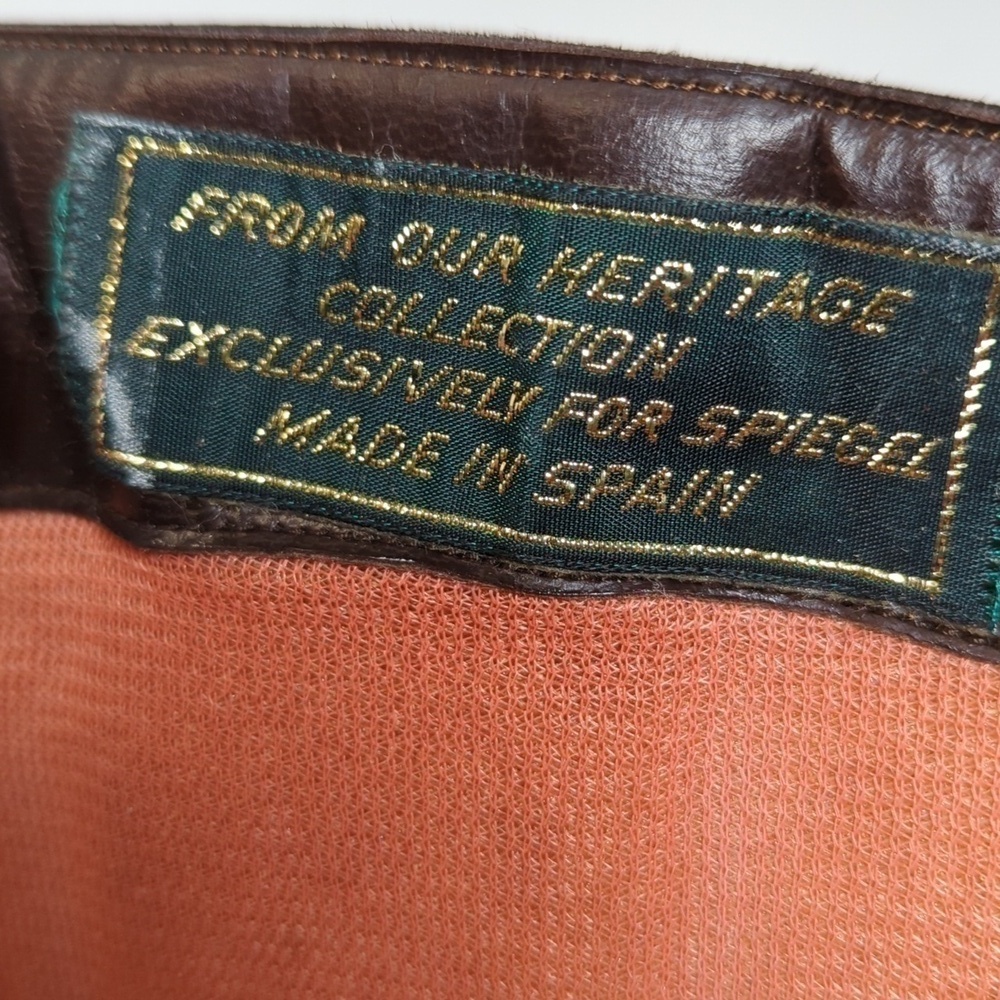 FROM OUR HERITAGE
COLLECTION
EXCLUSIVELY FOR SPIEGEL
MADE IN SPAIN